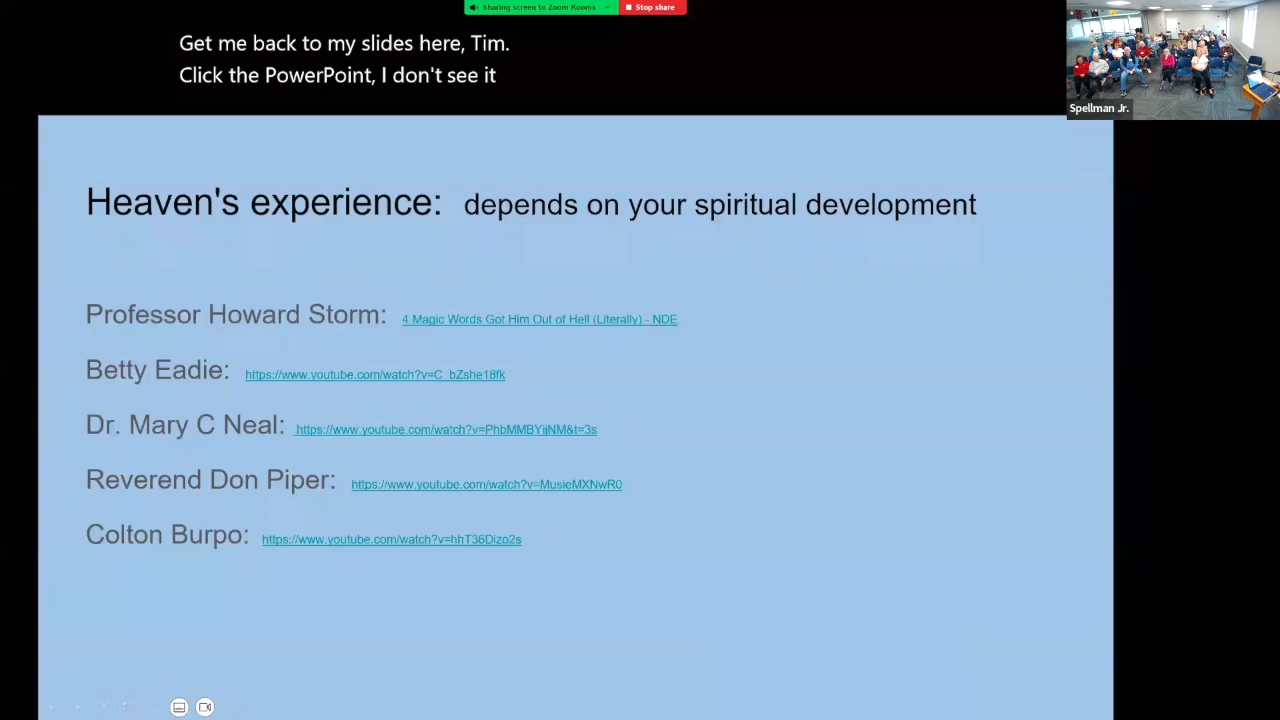 Sharing screen to Zoom Rooms
Stop share
Get me back to my slides here, Tim.
Click the PowerPoint, I don't see it
Spellman Jr.
Heaven's experience: depends on your spiritual development
Professor Howard Storm: 4 Magic Words Got Him Out of Hell (Literally) - NDE
Betty Eadie: https://www.youtube.com/watch?v=C_bZshe18fk
Dr. Mary C Neal: https://www.youtube.com/watch?v=PhbMMBYijNM&t=3s
Reverend Don Piper: https://www.youtube.com/watch?v=MusieMXNwR0
Colton Burpo: https://www.youtube.com/watch?v=hhT36Dizo2s